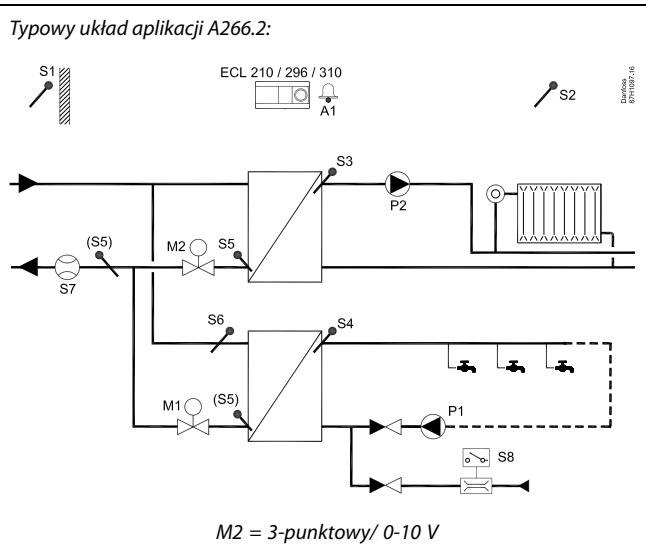 Typowy układ aplikacji A266.2:
S1
ECL 210 / 296 / 310
A1
S2
Danfoss
87H1097.16
S3
P2
(S5)
M2
S5
S7
S6
S4
M1
(S5)
P1
S8
M2 = 3-punktowy/ 0-10 V